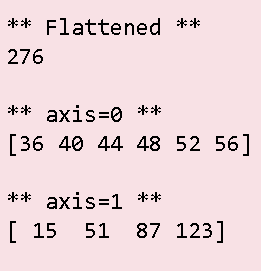 ** Flattened **
276
** axis=0 **
[36 40 44 48 52 56]
** axis=1 **
[ 15  51  87 123]